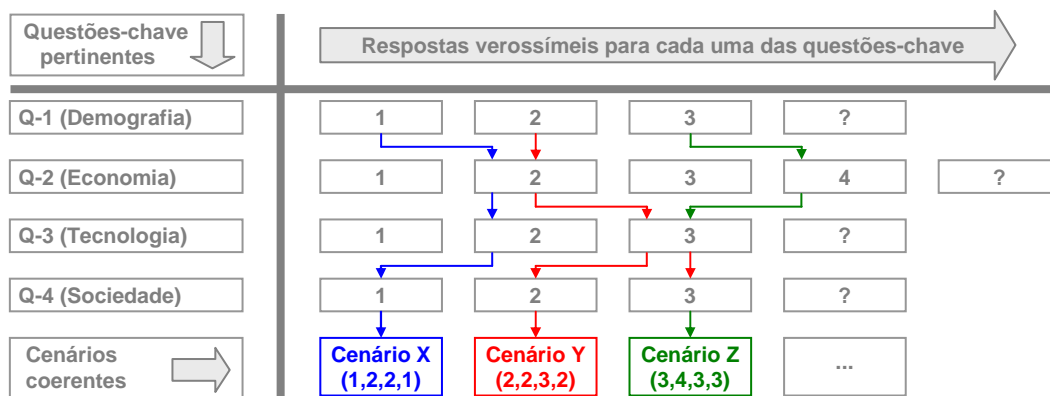 Questões-chave
pertinentes
Respostas verossímeis para cada uma das questões-chave
Q-1 (Demografia)
1
2
3
?
Q-2 (Economia)
1
2
3
4
?
Q-3 (Tecnologia)
1
2
3
?
Q-4 (Sociedade)
1
2
3
?
Cenários
coerentes
Cenário X
(1,2,2,1)
Cenário Y
(2,2,3,2)
Cenário Z
(3,4,3,3)
...